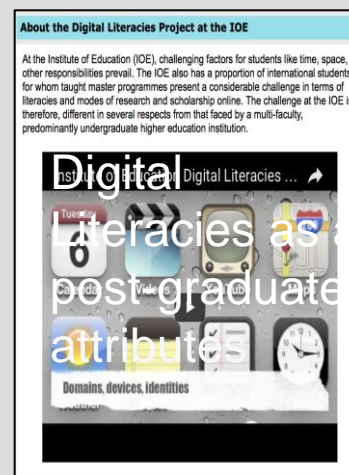 About the Digital Literacies Project at the IOE
At the Institute of Education (IOE), challenging factors for students like time, space,
other responsibilities prevail. The IOE also has a proportion of international students
for whom taught master programmes present a considerable challenge in terms of
literacies and modes of research and scholarship online. The challenge at the IOE is
therefore, different in several respects from that faced by a multi-faculty,
predominantly undergraduate higher education institution.
Institute of Education Digital Literacies ...
Digital
Literacies as a
post-graduate
attributes
Tuesday
6
Calendar
Videos
Domains, devices, identities